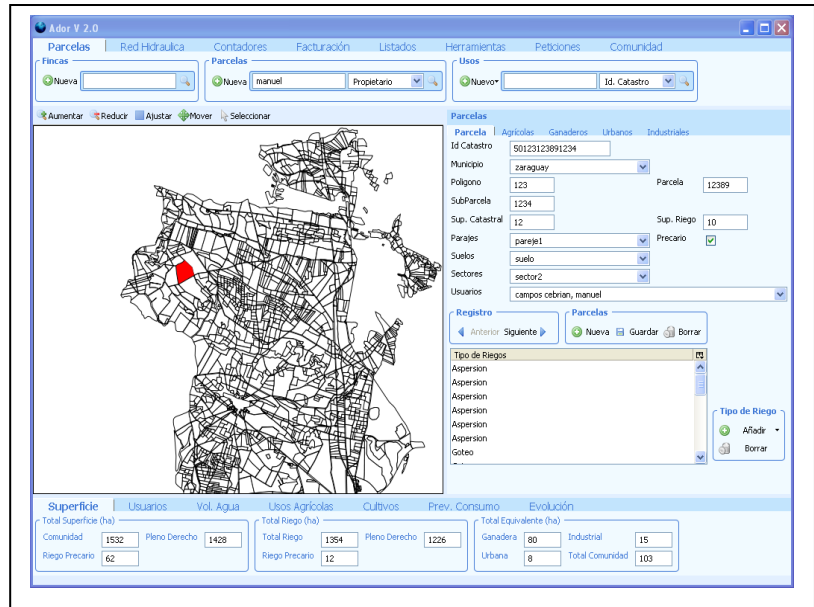 Ador V 2.0
Parcelas Red Hidraulica Contadores Facturación Listados Herramientas Peticiones Comunidad
Fincas Parcelas Usos
Nueva Nueva manuel Propietario Nuevo Id. Catastro
Aumentar Reducir Ajustar Mover Seleccionar
Parcelas
Parcela Agrícolas Ganaderos Urbanos Industriales
Id Catastro 50123123891234
Municipio zaraguay
Poligono 123 Parcela 12389
SubParcela 1234
Sup. Catastral 12 Sup. Riego 10
Parajes pareje1 Precario
Suelos suelo
Sectores sector2
Usuarios campos cebrian, manuel
Registro Parcelas
Anterior Siguiente Nueva Guardar Borrar
Tipo de Riegos
Aspersion
Aspersion
Aspersion
Aspersion
Aspersion
Aspersion
Goteo
Tipo de Riego
Añadir
Borrar
Superficie Usuarios Vol. Agua Usos Agrícolas Cultivos Prev. Consumo Evolución
Total Superficie (ha) Total Riego (ha) Total Equivalente (ha)
Comunidad 1532 Pleno Derecho 1428 Total Riego 1354 Pleno Derecho 1226 Ganadera 80 Industrial 15
Riego Precario 62 Riego Precario 12 Urbana 8 Total Comunidad 103